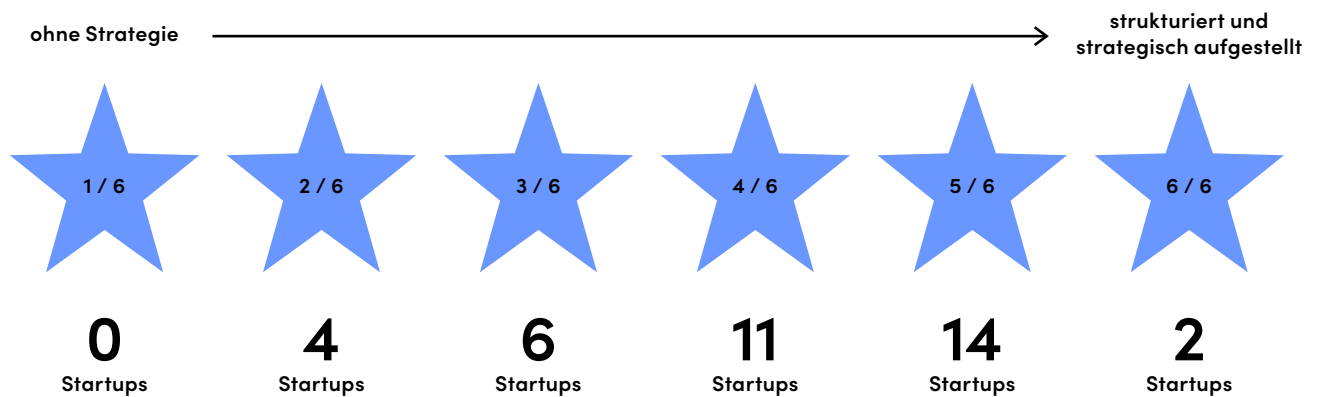 ohne Strategie
strukturiert und
strategisch aufgestellt
1 / 6
2 / 6
3 / 6
4 / 6
5 / 6
6 / 6
0
4
6
11
14
2
Startups
Startups
Startups
Startups
Startups
Startups